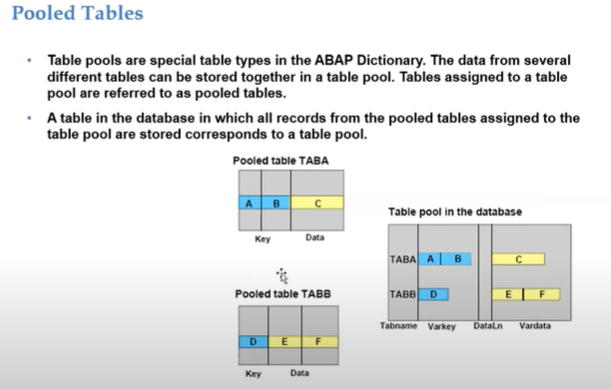 Pooled Tables
• Table pools are special table types in the ABAP Dictionary. The data from several
different tables can be stored together in a table pool. Tables assigned to a table
pool are referred to as pooled tables.
• A table in the database in which all records from the pooled tables assigned to the
table pool are stored corresponds to a table pool.
Pooled table TABA
A B C
Key Data
Pooled table TABB
D E F
Key Data
Table pool in the database
TABA A B C
TABB D E F
Tabname Varkey DataLn Vardata